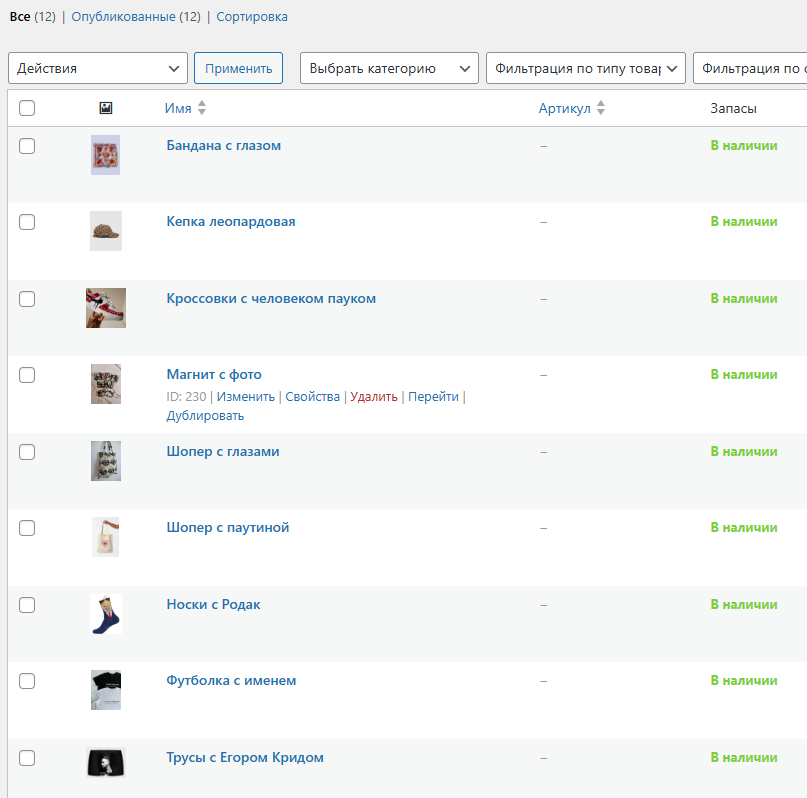 Все (12) | Опубликованные (12) | Сортировка
Действия Применить Выбрать категорию Фильтрация по типу товар Фильтрация по
Имя Артикул Запасы
Бандана с глазом – В наличии
Кепка леопардовая – В наличии
Кроссовки с человеком пауком – В наличии
Магнит с фото – В наличии
ID: 230 | Изменить | Свойства | Удалить | Перейти |
Дублировать
Шопер с глазами – В наличии
Шопер с паутиной – В наличии
Носки с Родак – В наличии
Футболка с именем – В наличии
Трусы с Егором Кридом – В наличии